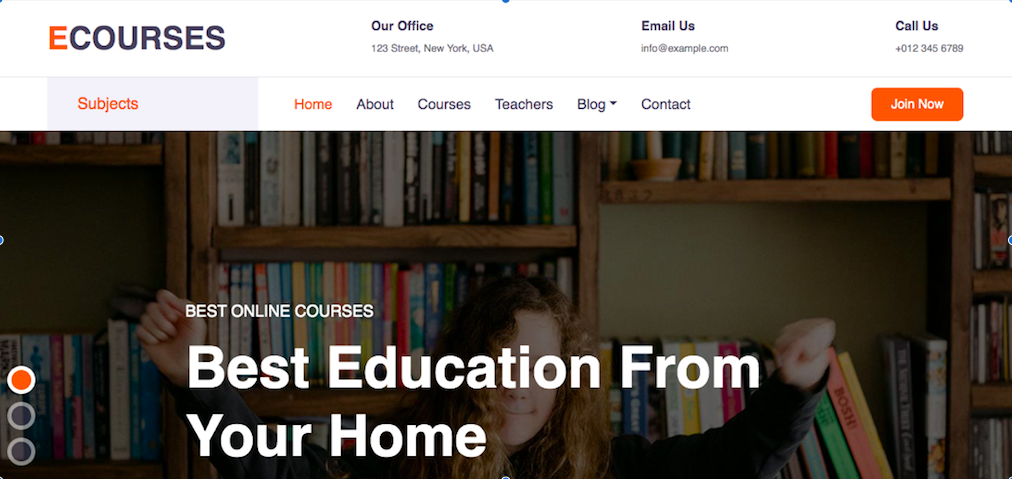 ECOURSES
Our Office
123 Street, New York, USA
Email Us
info@example.com
Call Us
+012 345 6789
Subjects
Home About Courses Teachers Blog Contact
Join Now
BEST ONLINE COURSES
Best Education From
Your Home
BOSH!